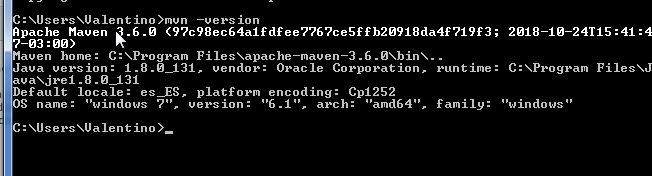 C:\Users\Valentino>mvn -version
Apache Maven 3.6.0 (97c98ec64a1fdfee7767ce5ffb20918da4f719f3; 2018-10-24T15:41:4
7-03:00)
Maven home: C:\Program Files\apache-maven-3.6.0\bin\..
Java version: 1.8.0_131, vendor: Oracle Corporation, runtime: C:\Program Files\J
ava\jre1.8.0_131
Default locale: es_ES, platform encoding: Cp1252
OS name: "windows 7", version: "6.1", arch: "amd64", family: "windows"
C:\Users\Valentino>_